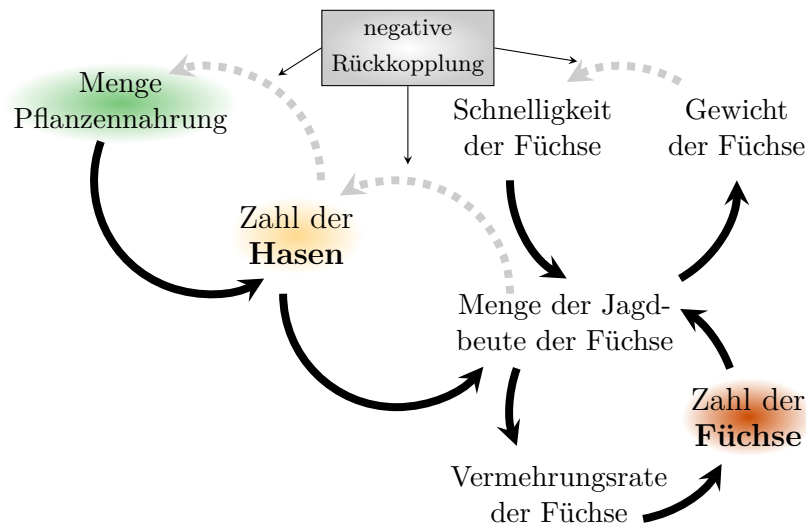 negative
Rückkopplung
Menge
Pflanzennahrung
Schnelligkeit
der Füchse
Gewicht
der Füchse
Zahl der
Hasen
Menge der Jagd-
beute der Füchse
Zahl der
Füchse
Vermehrungsrate
der Füchse